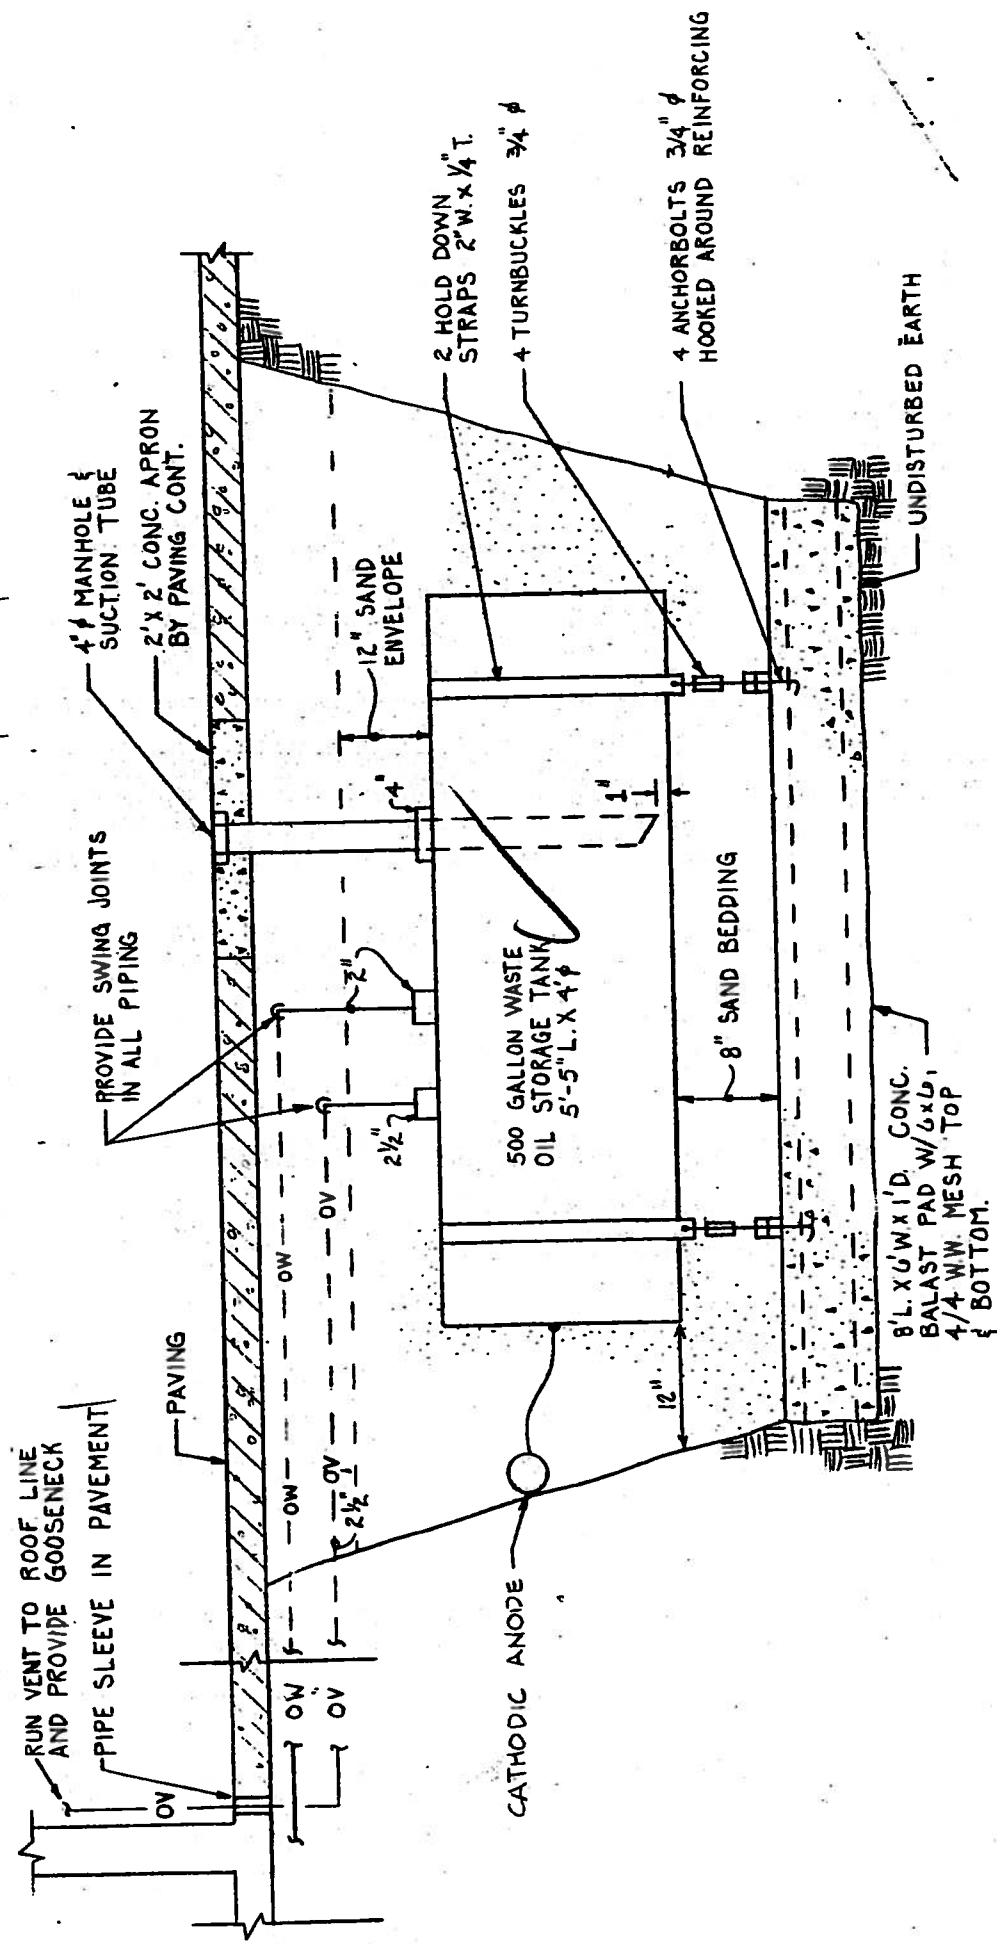 RUN VENT TO ROOF LINE
AND PROVIDE GOOSENECK
PIPE SLEEVE IN PAVEMENT
PAVING
PROVIDE SWING JOINTS
IN ALL PIPING
4"ϕ MANHOLE &
SUCTION TUBE
2' X 2' CONC. APRON
BY PAVING CONT.
OV
OW
OV
OW
OV
2½"
OW
OV
2½"
2"
4"
12" SAND
ENVELOPE
1"
500 GALLON WASTE
OIL STORAGE TANK
5'-5" L. X 4'ϕ
2 HOLD DOWN
STRAPS 2" W. X ¼" T.
4 TURNBUCKLES 3/4" ϕ
4 ANCHORBOLTS 3/4" ϕ
HOOKED AROUND REINFORCING
CATHODIC ANODE
12"
8" SAND BEDDING
UNDISTURBED EARTH
8' L. X 6' W. X 1' D. CONC.
BALAST PAD W/ 6x6,
4/4 W.W. MESH TOP
& BOTTOM.